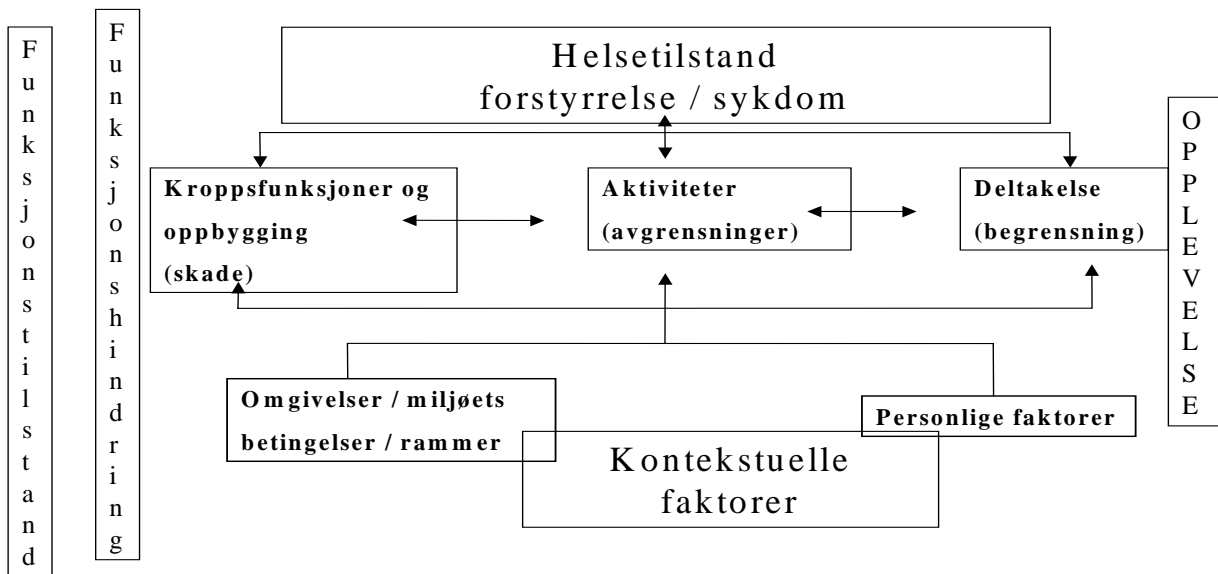 Funksjonstilstand
Funksjonshindring
Helsetilstand
forstyrrelse / sykdom
Kroppsfunksjoner og
oppbygging
(skade)
Aktiviteter
(avgrensninger)
Deltakelse
(begrensning)
OPPLEVELSE
Omgivelser / miljøets
betingelser / rammer
Personlige faktorer
Kontekstuelle
faktorer